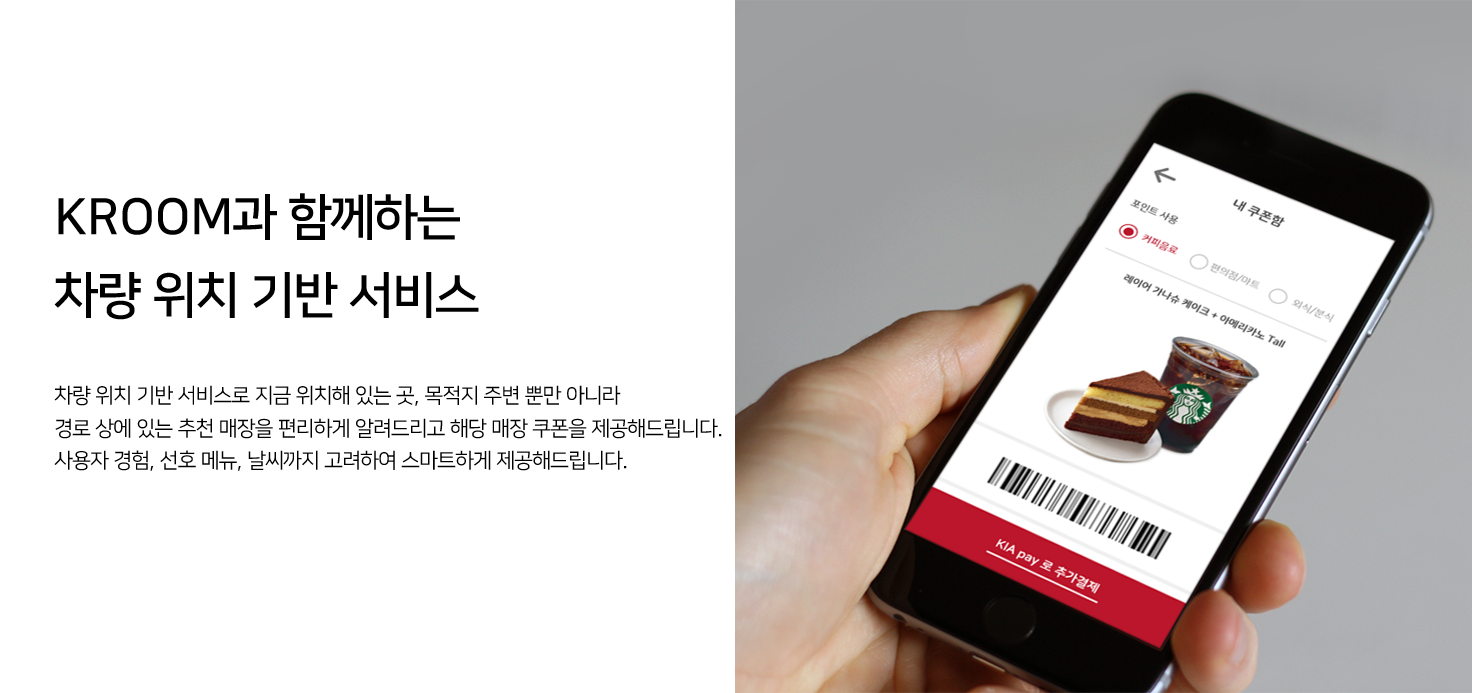 KROOM과 함께하는
차량 위치 기반 서비스
차량 위치 기반 서비스로 지금 위치해 있는 곳, 목적지 주변 뿐만 아니라
경로 상에 있는 추천 매장을 편리하게 알려드리고 해당 매장 쿠폰을 제공해드립니다.
사용자 경험, 선호 메뉴, 날씨까지 고려하여 스마트하게 제공해드립니다.
내 쿠폰함
포인트 사용
커피음료 편의점/마트 외식/분식
레이어 가나슈 케이크 + 아메리카노 Tall
KIA pay 로 추가결제